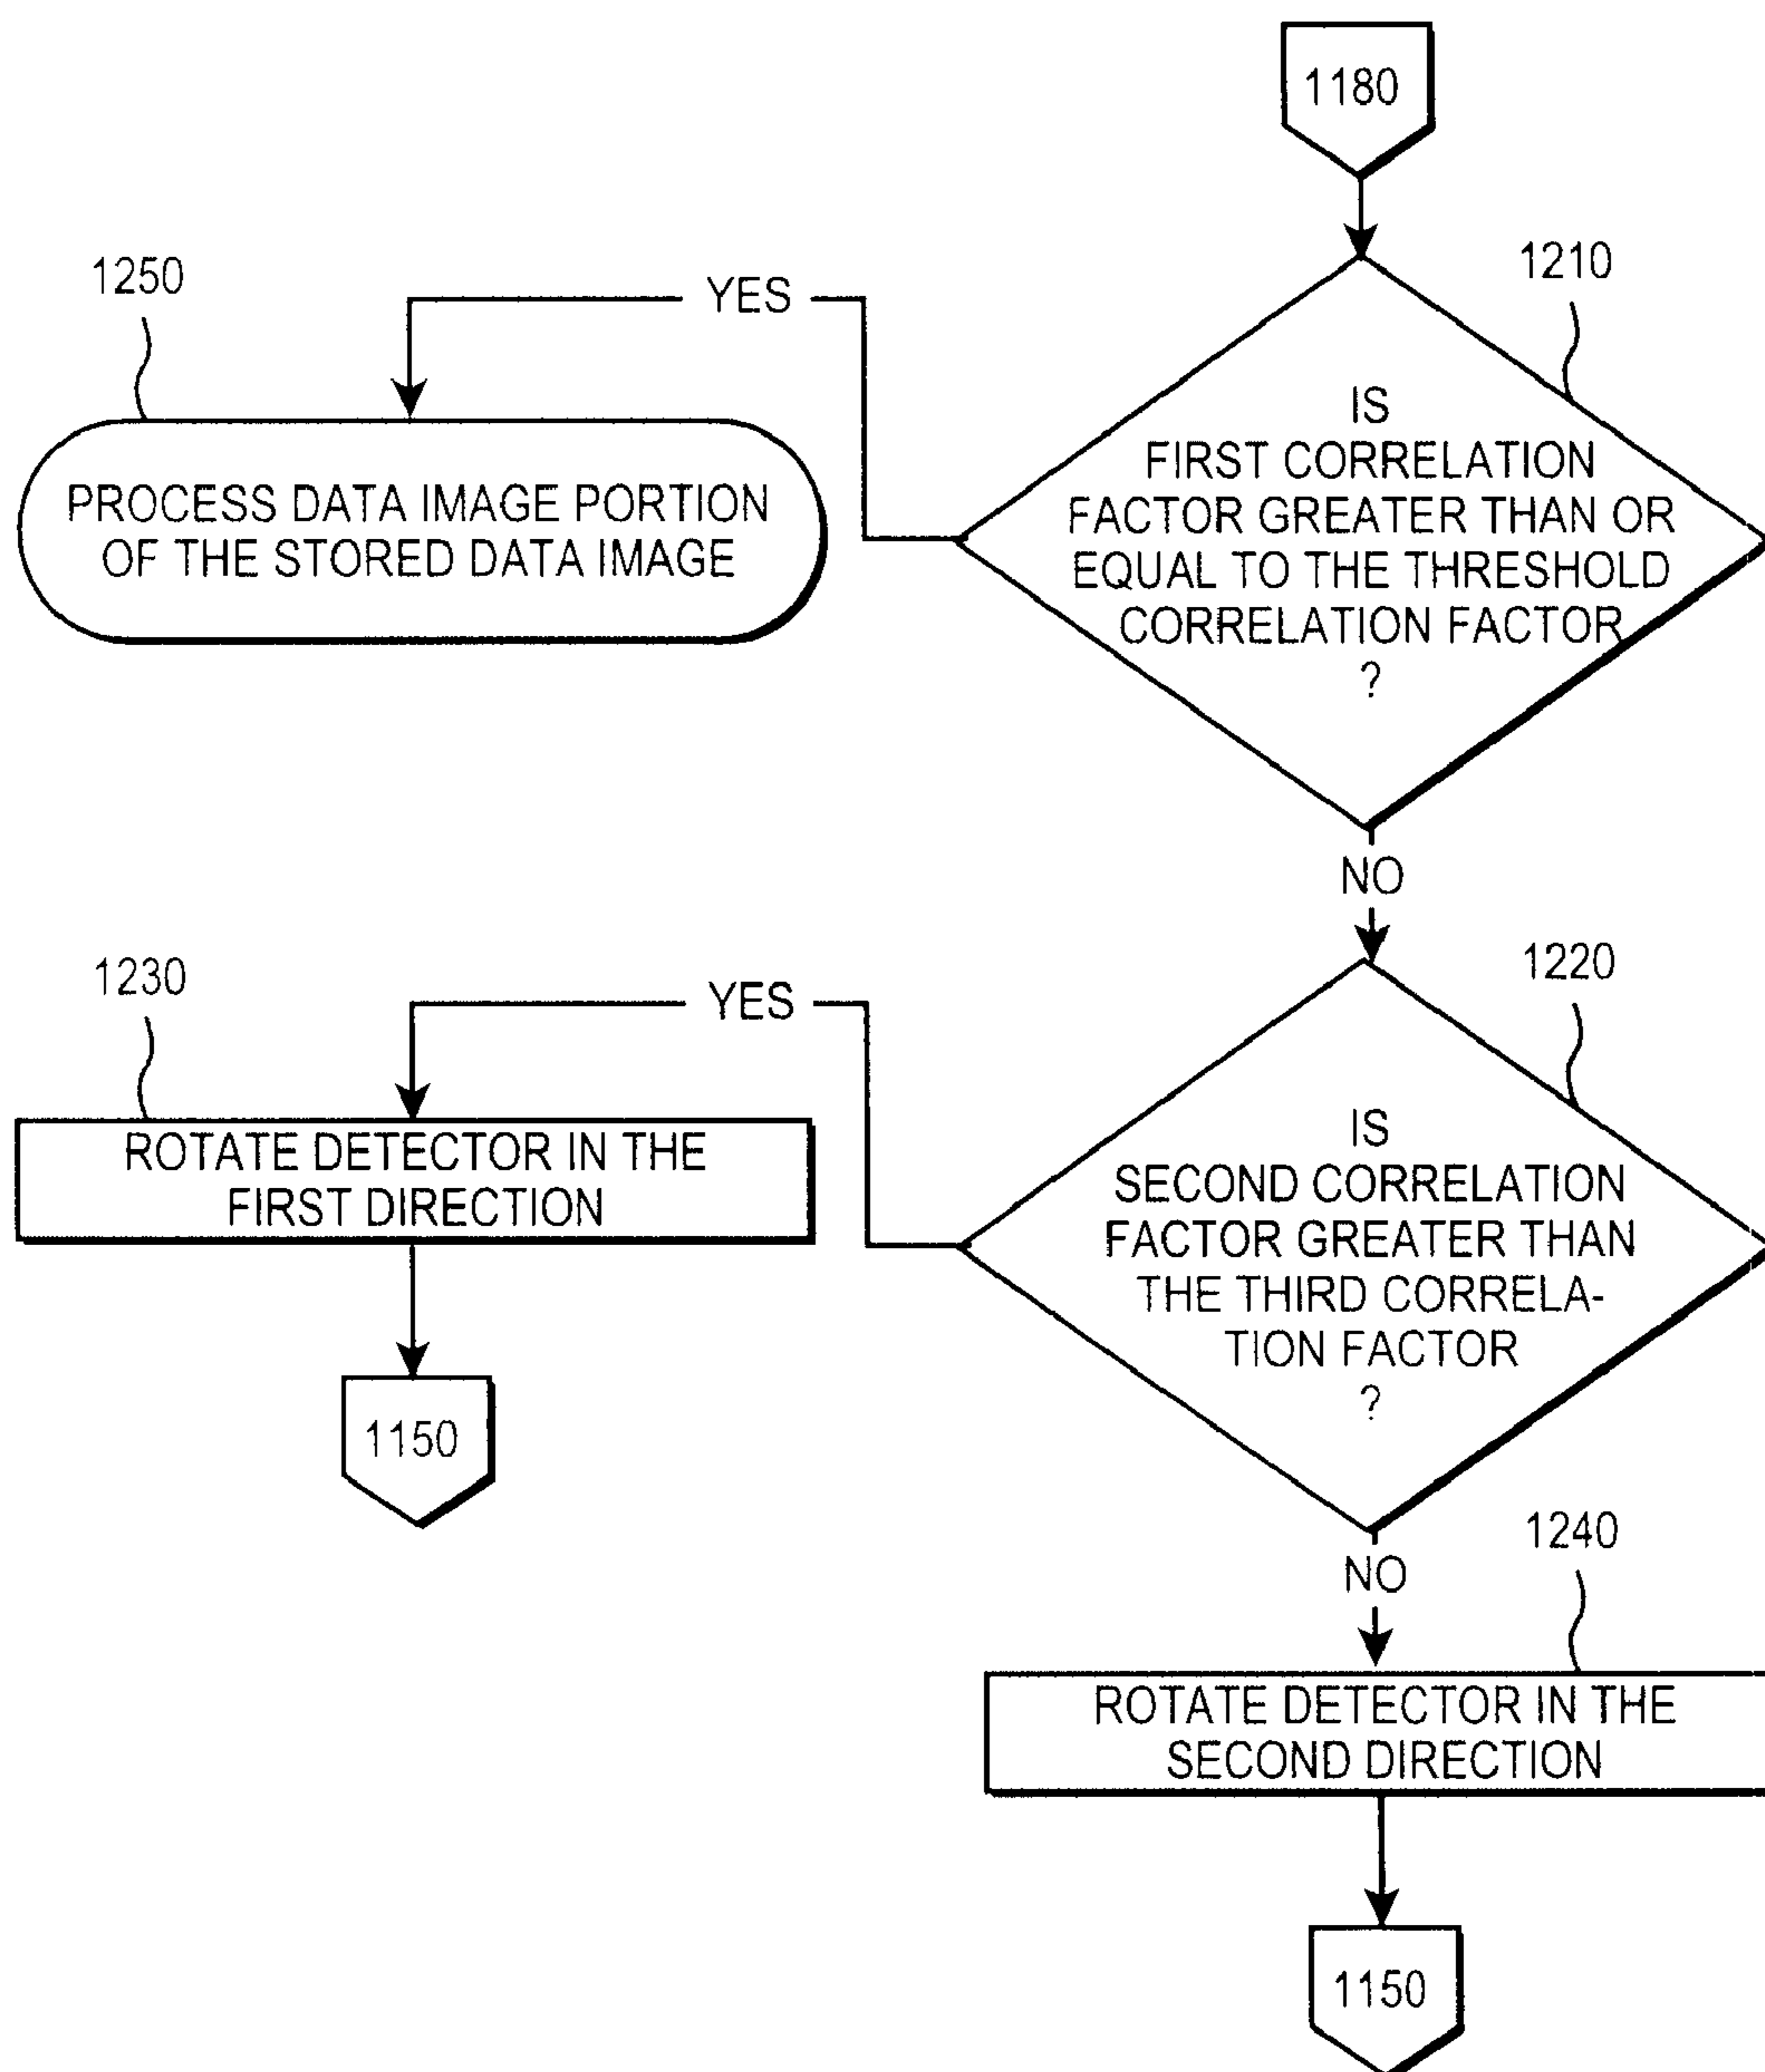 1180
1210
IS
FIRST CORRELATION
FACTOR GREATER THAN OR
EQUAL TO THE THRESHOLD
CORRELATION FACTOR
?
YES
1250
PROCESS DATA IMAGE PORTION
OF THE STORED DATA IMAGE
NO
1220
IS
SECOND CORRELATION
FACTOR GREATER THAN
THE THIRD CORRELA-
TION FACTOR
?
YES
1230
ROTATE DETECTOR IN THE
FIRST DIRECTION
1150
NO
1240
ROTATE DETECTOR IN THE
SECOND DIRECTION
1150